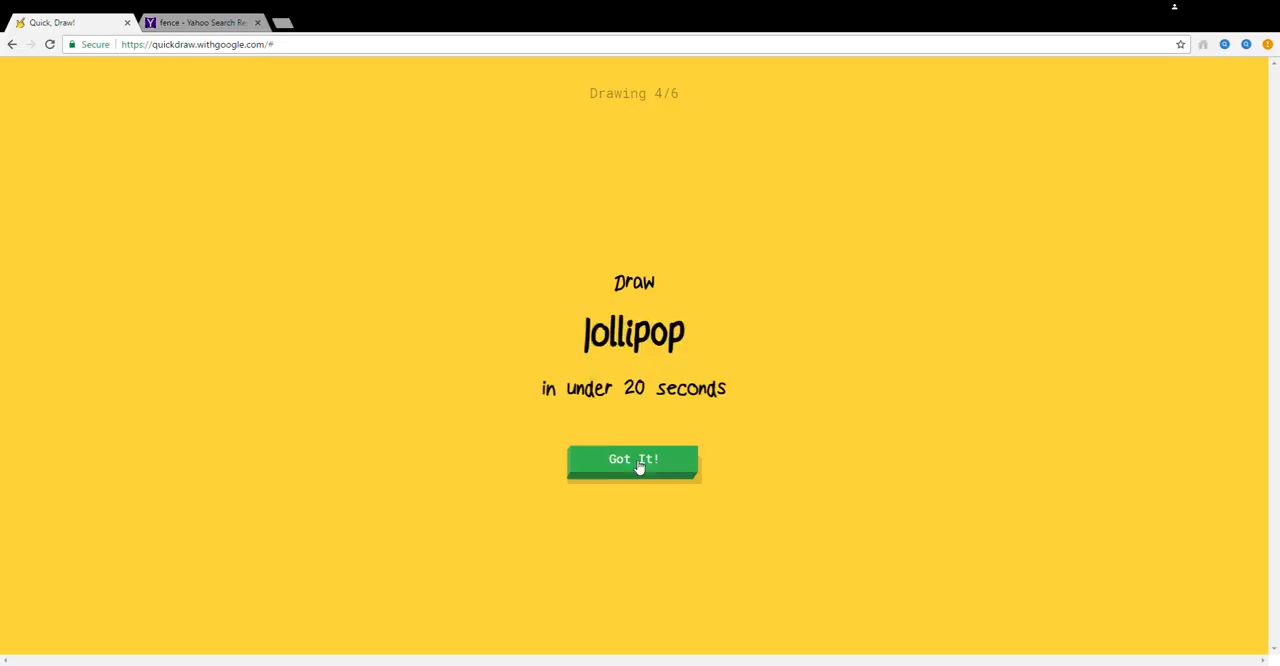 Quick, Draw!
fence - Yahoo Search Re
Secure
https://quickdraw.withgoogle.com/#
Drawing 4/6
Draw
lollipop
in under 20 seconds
Got It!